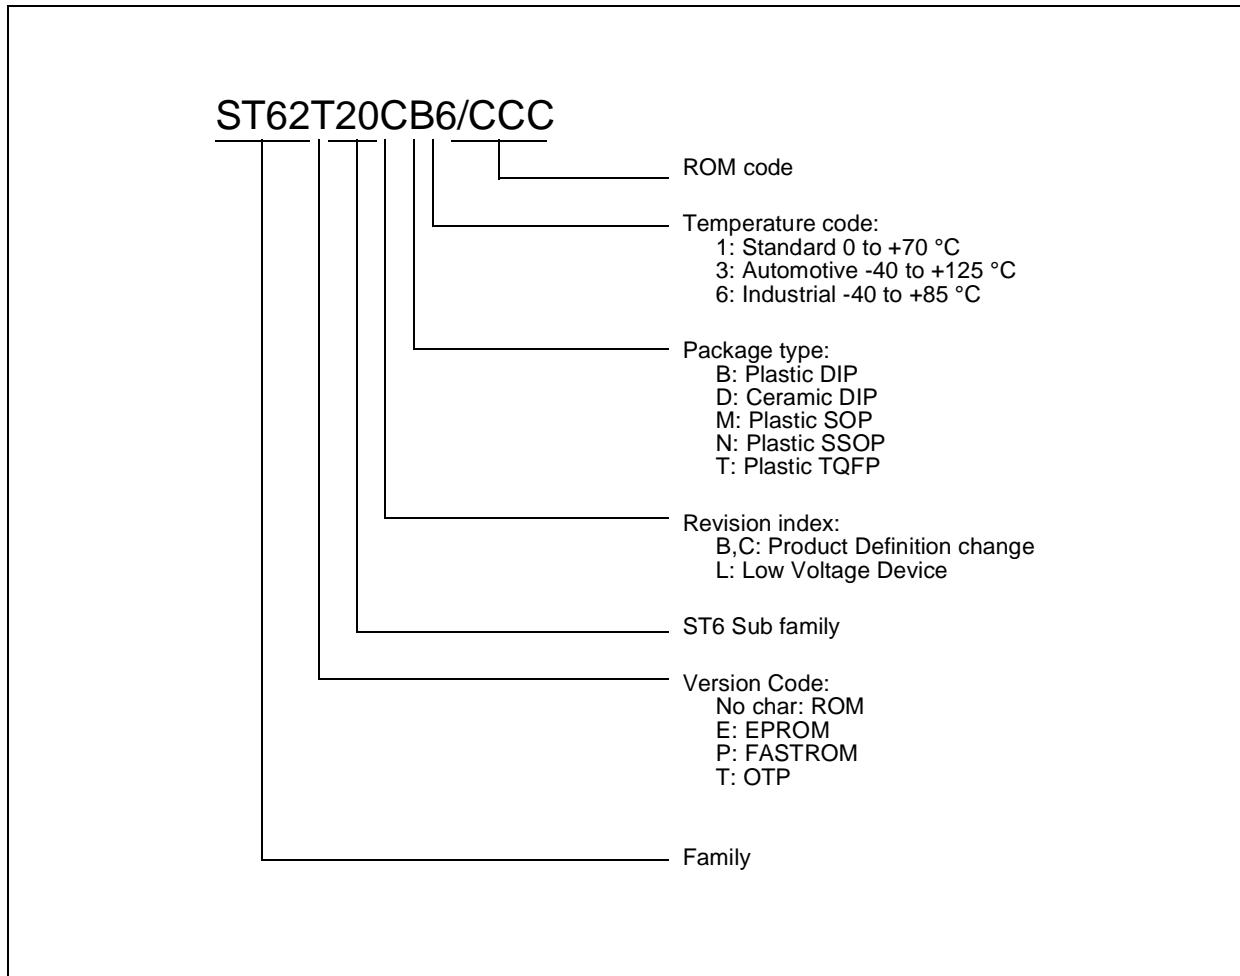 ST62T20CB6/CCC
ROM code
Temperature code:
1: Standard 0 to +70 °C
3: Automotive -40 to +125 °C
6: Industrial -40 to +85 °C
Package type:
B: Plastic DIP
D: Ceramic DIP
M: Plastic SOP
N: Plastic SSOP
T: Plastic TQFP
Revision index:
B,C: Product Definition change
L: Low Voltage Device
ST6 Sub family
Version Code:
No char: ROM
E: EPROM
P: FASTROM
T: OTP
Family